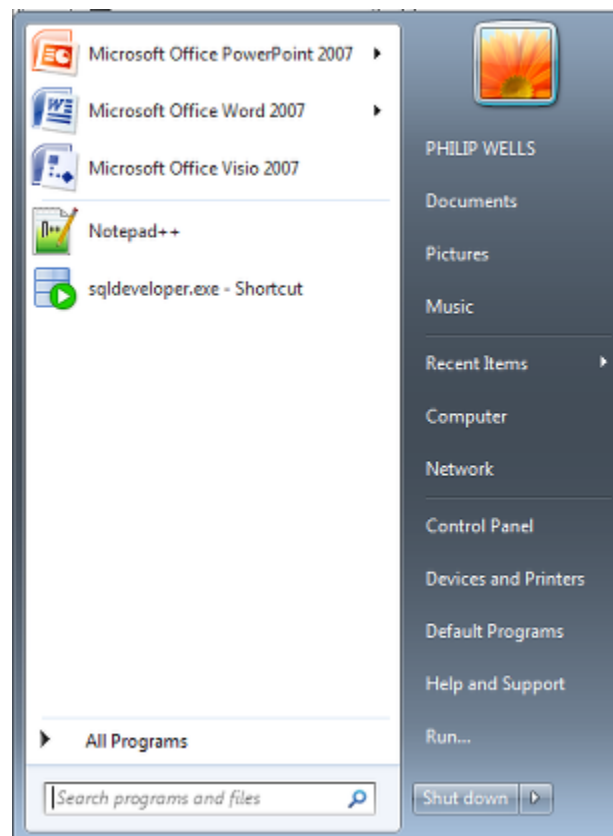 Microsoft Office PowerPoint 2007
Microsoft Office Word 2007
Microsoft Office Visio 2007
Notepad++
sqldeveloper.exe - Shortcut
All Programs
Search programs and files
PHILIP WELLS
Documents
Pictures
Music
Recent Items
Computer
Network
Control Panel
Devices and Printers
Default Programs
Help and Support
Run...
Shut down